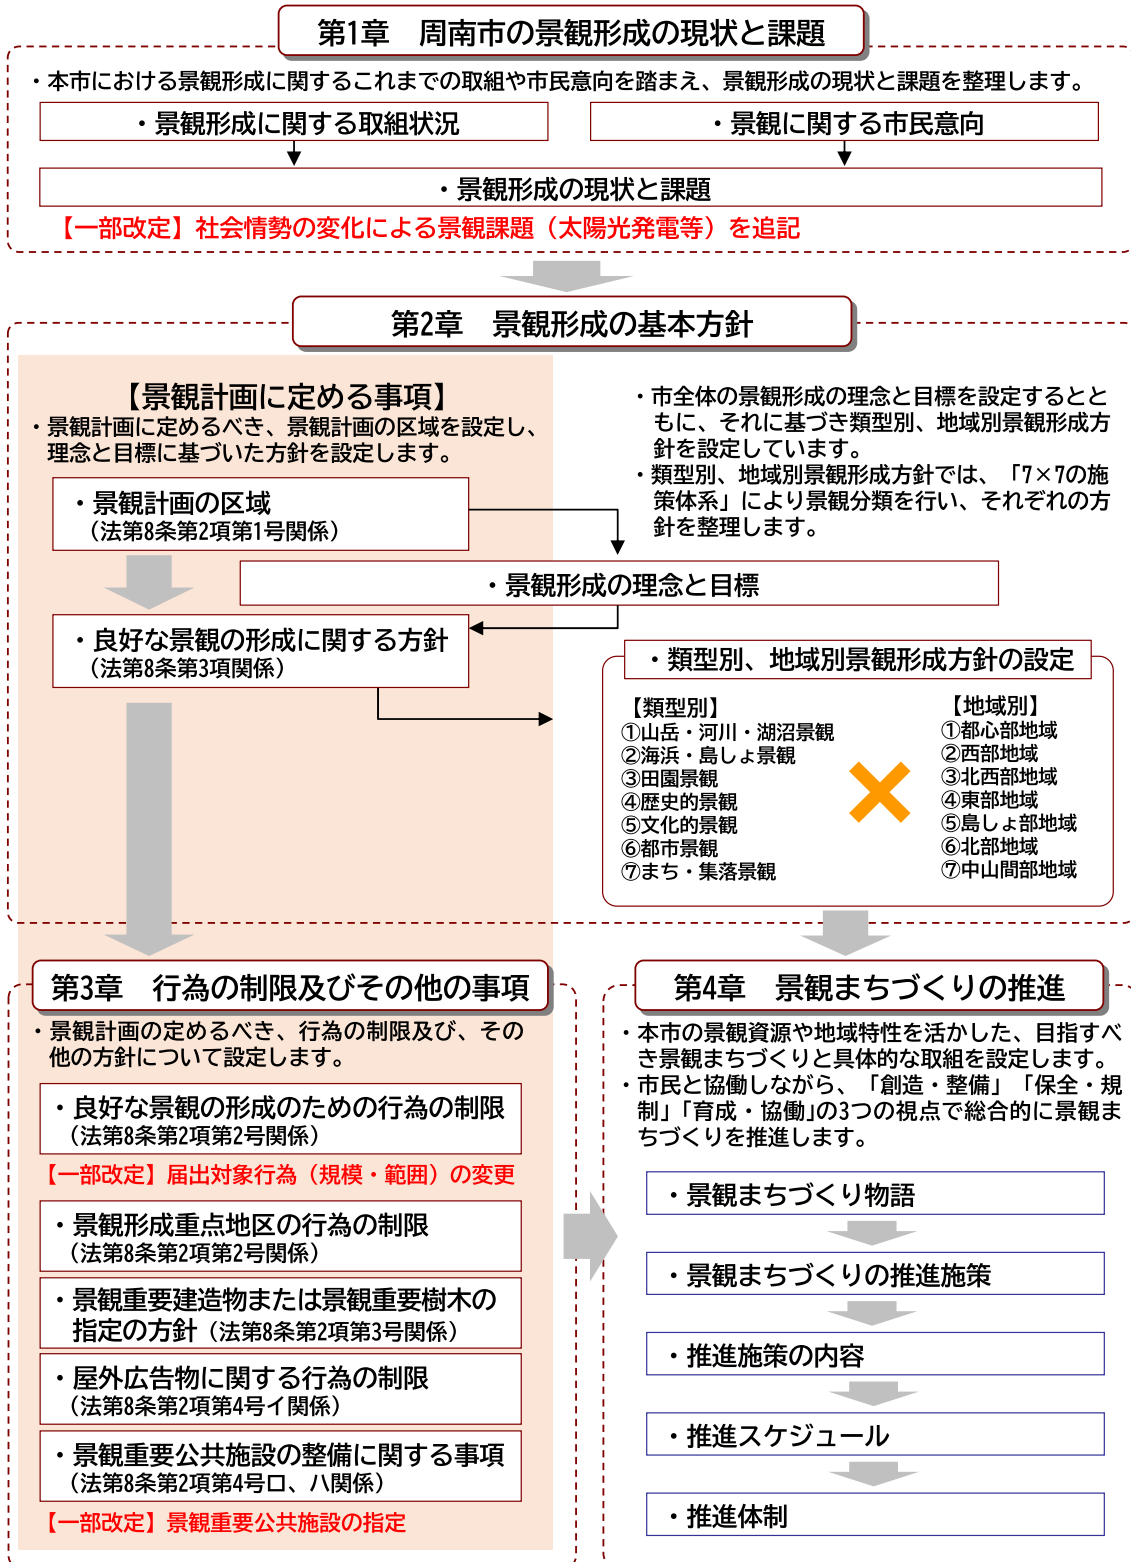 第1章　周南市の景観形成の現状と課題
・本市における景観形成に関するこれまでの取組や市民意向を踏まえ、景観形成の現状と課題を整理します。
・景観形成に関する取組状況
・景観に関する市民意向
・景観形成の現状と課題
【一部改定】社会情勢の変化による景観課題（太陽光発電等）を追記
第2章　景観形成の基本方針
【景観計画に定める事項】
・景観計画に定めるべき、景観計画の区域を設定し、
理念と目標に基づいた方針を設定します。
・市全体の景観形成の理念と目標を設定するとと
もに、それに基づき類型別、地域別景観形成方
針を設定しています。
・類型別、地域別景観形成方針では、「7×7の施
策体系」により景観分類を行い、それぞれの方
針を整理します。
・景観計画の区域
（法第8条第2項第1号関係）
・景観形成の理念と目標
・良好な景観の形成に関する方針
（法第8条第3項関係）
・類型別、地域別景観形成方針の設定
【類型別】
①山岳・河川・湖沼景観
②海浜・島しょ景観
③田園景観
④歴史的景観
⑤文化的景観
⑥都市景観
⑦まち・集落景観
【地域別】
①都心部地域
②西部地域
③北西部地域
④東部地域
⑤島しょ部地域
⑥北部地域
⑦中山間部地域
第3章　行為の制限及びその他の事項
・景観計画の定めるべき、行為の制限及び、その
他の方針について設定します。
・良好な景観の形成のための行為の制限
（法第8条第2項第2号関係）
【一部改定】届出対象行為（規模・範囲）の変更
・景観形成重点地区の行為の制限
（法第8条第2項第2号関係）
・景観重要建造物または景観重要樹木の
指定の方針（法第8条第2項第3号関係）
・屋外広告物に関する行為の制限
（法第8条第2項第4号イ関係）
・景観重要公共施設の整備に関する事項
（法第8条第2項第4号ロ、ハ関係）
【一部改定】景観重要公共施設の指定
第4章　景観まちづくりの推進
・本市の景観資源や地域特性を活かした、目指すべ
き景観まちづくりと具体的な取組を設定します。
・市民と協働しながら、「創造・整備」「保全・規
制」「育成・協働」の3つの視点で総合的に景観ま
ちづくりを推進します。
・景観まちづくり物語
・景観まちづくりの推進施策
・推進施策の内容
・推進スケジュール
・推進体制